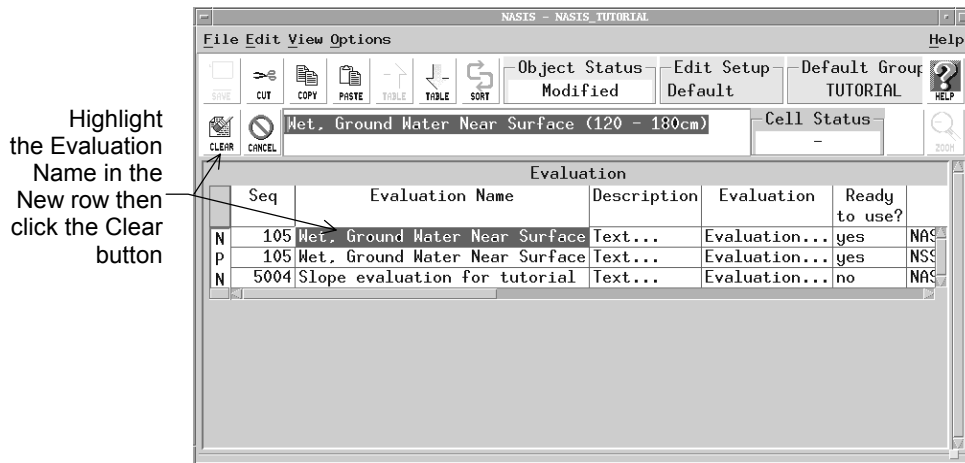 NASIS - NASIS_TUTORIAL
File Edit View Options Help
Object Status Edit Setup Default Group
SAVE CUT COPY PASTE TABLE TABLE SORT Modified Default TUTORIAL HELP
Highlight the Evaluation Name in the New row then click the Clear button
Wet, Ground Water Near Surface (120 - 180cm) Cell Status
CLEAR CANCEL - ZOOM
Evaluation
Seq Evaluation Name Description Evaluation Ready to use?
N 105 Wet, Ground Water Near Surface Text... Evaluation... yes NAS
P 105 Wet, Ground Water Near Surface Text... Evaluation... yes NSS
N 5004 Slope evaluation for tutorial Text... Evaluation... no NAS